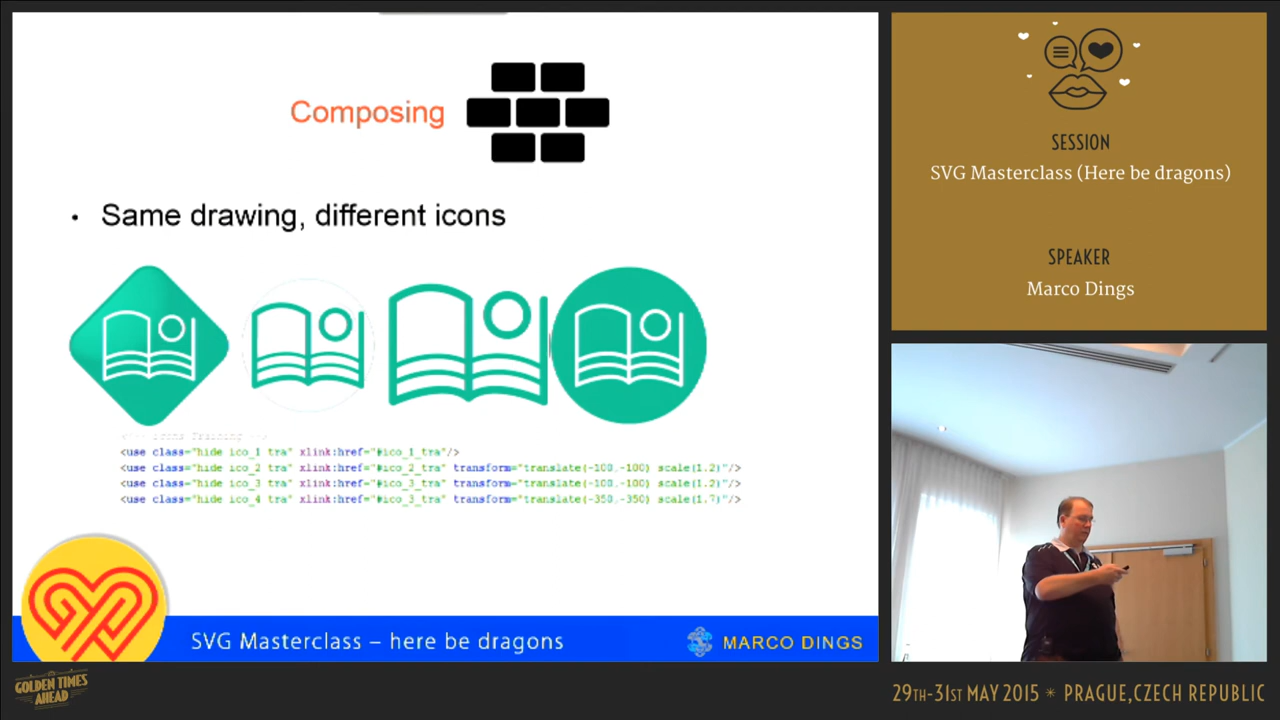 Composing
• Same drawing, different icons
<use class="hide ico_1 tra" xlink:href="#ico_1_tra"/>
<use class="hide ico_2 tra" xlink:href="#ico_2_tra" transform="translate(-100,-100) scale(1.2)"/>
<use class="hide ico_3 tra" xlink:href="#ico_3_tra" transform="translate(-100,-100) scale(1.2)"/>
<use class="hide ico_4 tra" xlink:href="#ico_3_tra" transform="translate(-350,-350) scale(1.7)"/>
SVG Masterclass – here be dragons
MARCO DINGS
SESSION
SVG Masterclass (Here be dragons)
SPEAKER
Marco Dings
GOLDEN TIMES
AHEAD
29TH-31ST MAY 2015 * PRAGUE,CZECH REPUBLIC